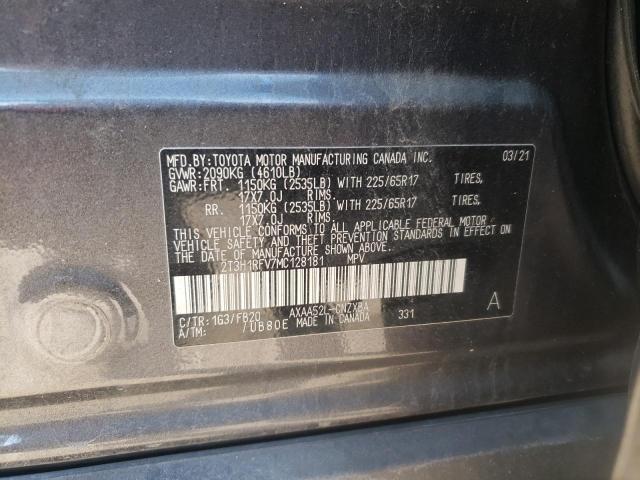 MFD.BY:TOYOTA MOTOR MANUFACTURING CANADA INC. 03/21
GVWR:2090KG (4610LB)
GAWR:FRT. 1150KG (2535LB) WITH 225/65R17 TIRES,
17X7.0J RIMS.
RR. 1150KG (2535LB) WITH 225/65R17 TIRES,
17X7.0J RIMS.
THIS VEHICLE CONFORMS TO ALL APPLICABLE FEDERAL MOTOR
VEHICLE SAFETY AND THEFT PREVENTION STANDARDS IN EFFECT
ON THE DATE OF MANUFACTURE SHOWN ABOVE.
2T3H1RFV7MC128181 MPV
A
C/TR:1G3/FB20 331
A/TM: MADE IN CANADA